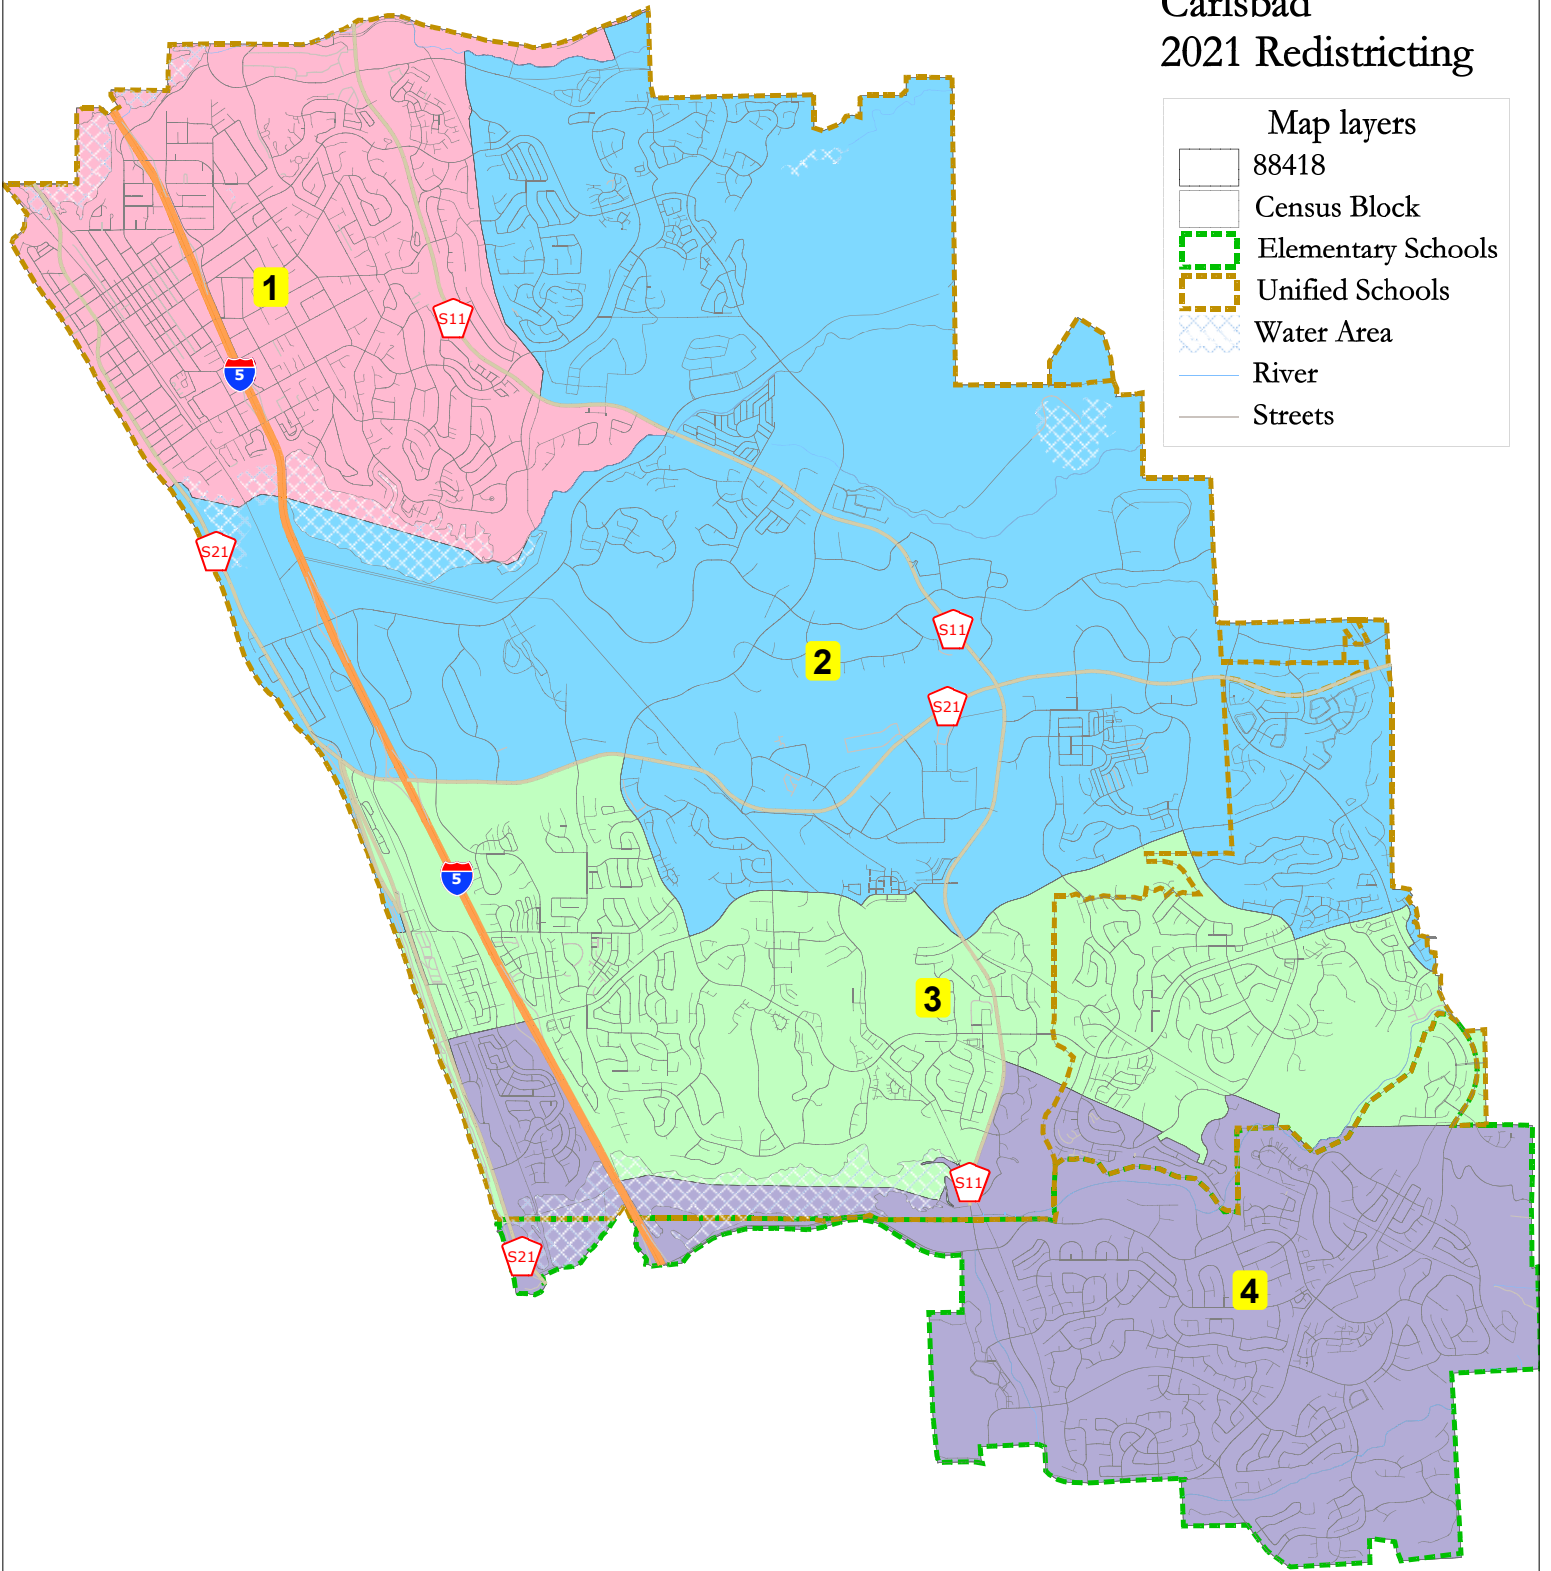 Carlsbad
2021 Redistricting
Map layers
88418
Census Block
Elementary Schools
Unified Schools
Water Area
River
Streets
1
S11
5
S21
S11
2
S21
5
3
S11
S21
4